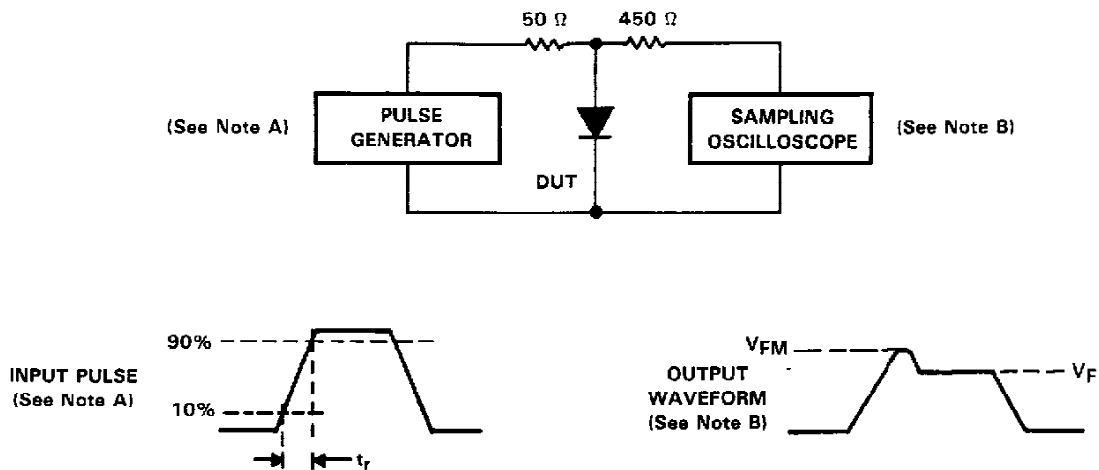 50 Ω
450 Ω
(See Note A)
PULSE
GENERATOR
SAMPLING
OSCILLOSCOPE
(See Note B)
DUT
INPUT PULSE
(See Note A)
90%
10%
tr
OUTPUT
WAVEFORM
(See Note B)
VFM
VF